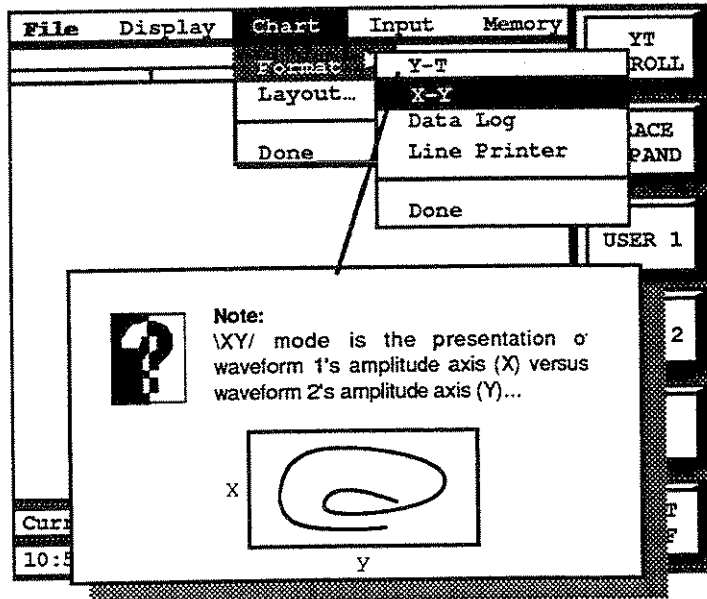 File Display Chart Input Memory
Format
Layout...
Done
Y-T
X-Y
Data Log
Line Printer
Done
YT
ROLL
ACE
PAND
USER 1
2
T
F
Note:
\XY/ mode is the presentation o
waveform 1's amplitude axis (X) versus
waveform 2's amplitude axis (Y)...
X
y
Curr
10:5